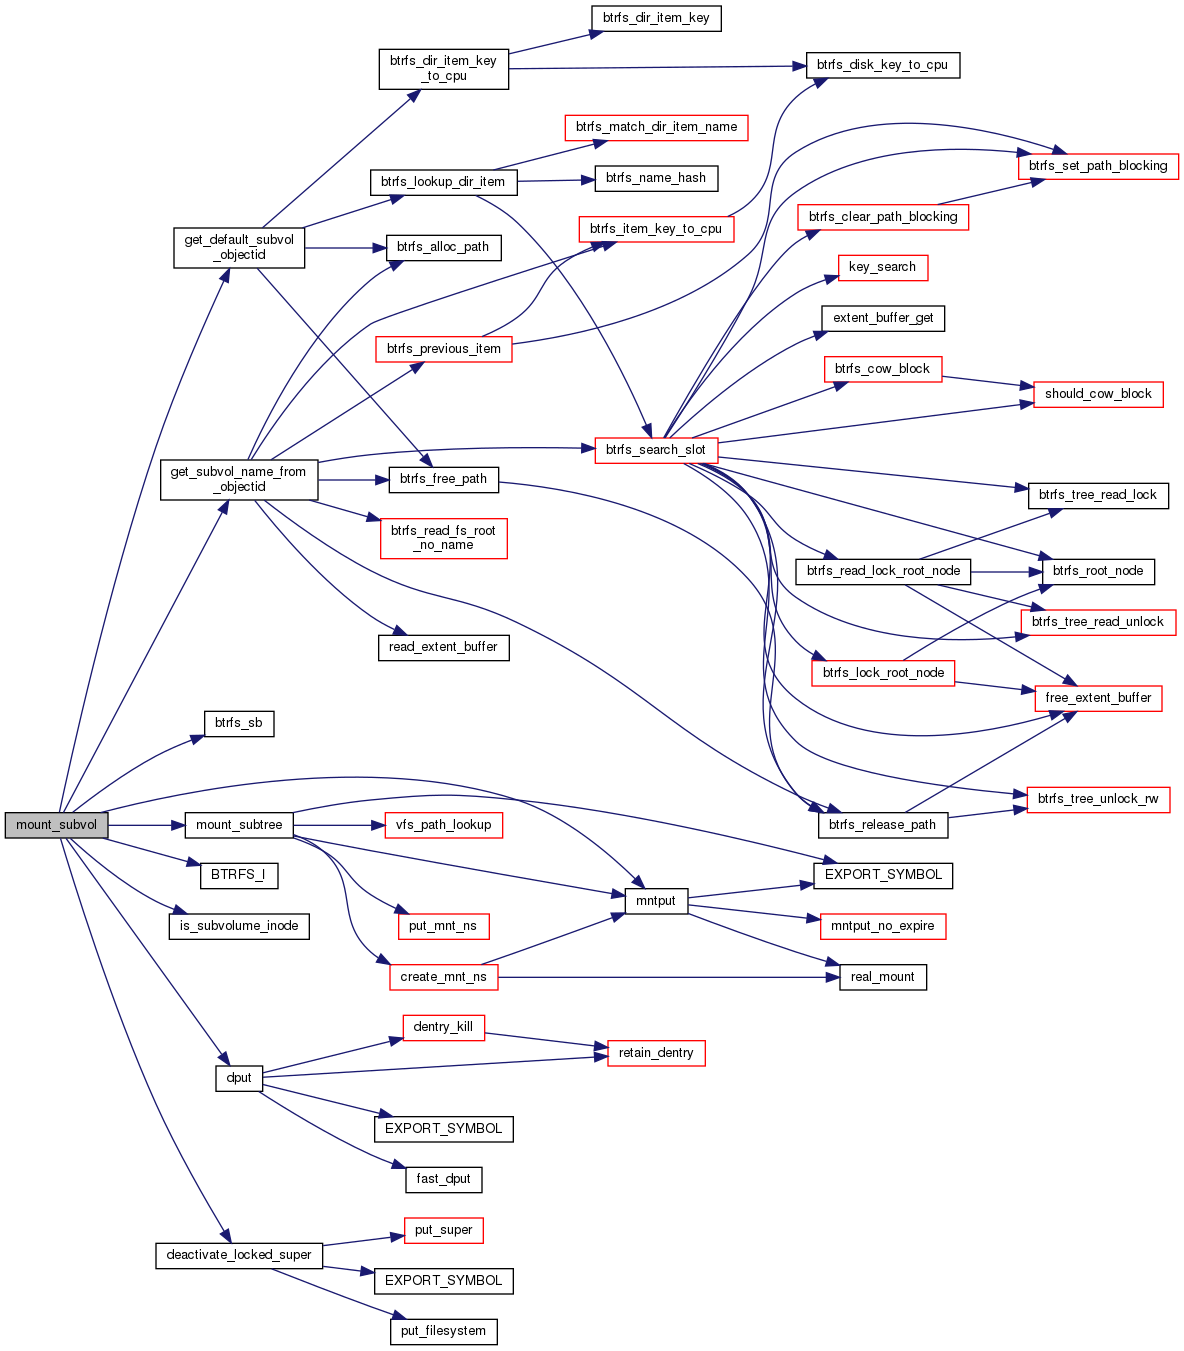 btrfs_dir_item_key
btrfs_dir_item_key
_to_cpu
btrfs_disk_key_to_cpu
btrfs_match_dir_item_name
btrfs_set_path_blocking
btrfs_lookup_dir_item
btrfs_name_hash
btrfs_clear_path_blocking
btrfs_item_key_to_cpu
get_default_subvol
_objectid
btrfs_alloc_path
key_search
extent_buffer_get
btrfs_previous_item
btrfs_cow_block
should_cow_block
btrfs_search_slot
get_subvol_name_from
_objectid
btrfs_free_path
btrfs_tree_read_lock
btrfs_read_fs_root
_no_name
btrfs_read_lock_root_node
btrfs_root_node
btrfs_tree_read_unlock
read_extent_buffer
btrfs_lock_root_node
free_extent_buffer
btrfs_sb
btrfs_tree_unlock_rw
mount_subvol
mount_subtree
vfs_path_lookup
btrfs_release_path
BTRFS_I
EXPORT_SYMBOL
mntput
is_subvolume_inode
put_mnt_ns
mntput_no_expire
create_mnt_ns
real_mount
dentry_kill
retain_dentry
dput
EXPORT_SYMBOL
fast_dput
put_super
deactivate_locked_super
EXPORT_SYMBOL
put_filesystem